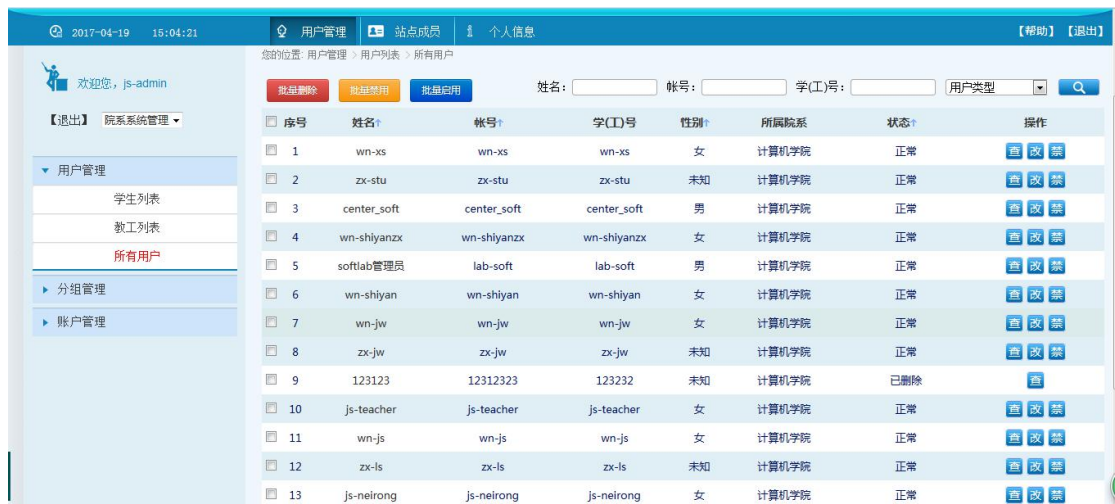 2017-04-19 15:04:21 用户管理 站点成员 个人信息 【帮助】 【退出】
您的位置: 用户管理 > 用户列表 > 所有用户
欢迎您，js-admin
【退出】 院系系统管理
用户管理
学生列表
教工列表
所有用户
分组管理
账户管理
批量删除 批量禁用 批量启用 姓名： 帐号： 学(工)号： 用户类型
序号 姓名↑ 帐号↑ 学(工)号 性别↑ 所属院系 状态↑ 操作
1 wn-xs wn-xs wn-xs 女 计算机学院 正常 查 改 禁
2 zx-stu zx-stu zx-stu 未知 计算机学院 正常 查 改 禁
3 center_soft center_soft center_soft 男 计算机学院 正常 查 改 禁
4 wn-shiyanzx wn-shiyanzx wn-shiyanzx 女 计算机学院 正常 查 改 禁
5 softlab管理员 lab-soft lab-soft 男 计算机学院 正常 查 改 禁
6 wn-shiyan wn-shiyan wn-shiyan 女 计算机学院 正常 查 改 禁
7 wn-jw wn-jw wn-jw 女 计算机学院 正常 查 改 禁
8 zx-jw zx-jw zx-jw 未知 计算机学院 正常 查 改 禁
9 123123 12312323 123232 未知 计算机学院 已删除 查
10 js-teacher js-teacher js-teacher 女 计算机学院 正常 查 改 禁
11 wn-js wn-js wn-js 女 计算机学院 正常 查 改 禁
12 zx-ls zx-ls zx-ls 未知 计算机学院 正常 查 改 禁
13 js-neirong js-neirong js-neirong 女 计算机学院 正常 查 改 禁